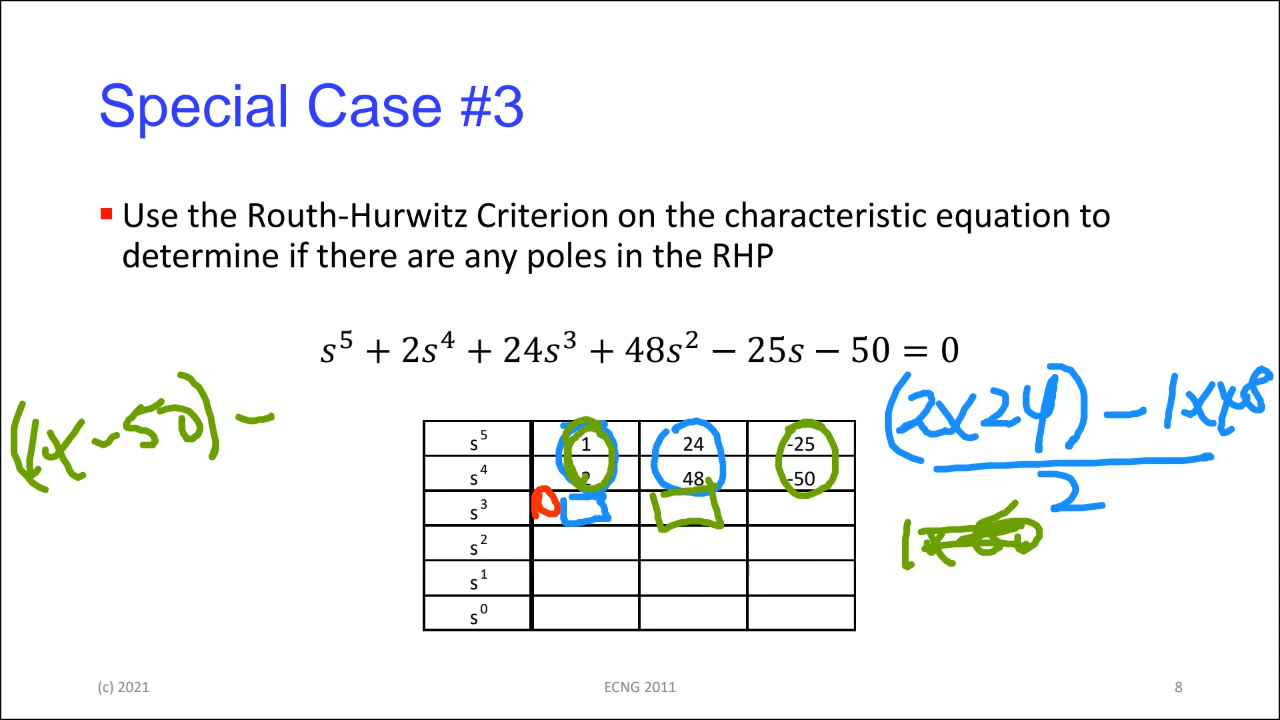 Special Case #3
Use the Routh-Hurwitz Criterion on the characteristic equation to
determine if there are any poles in the RHP
s⁵ + 2s⁴ + 24s³ + 48s² − 25s − 50 = 0
(1x -50) -
(2x24) - 1x48
2
s⁵ 1 24 -25
s⁴ 2 48 -50
0 s³
s²
s¹
s⁰
(c) 2021 ECNG 2011 8